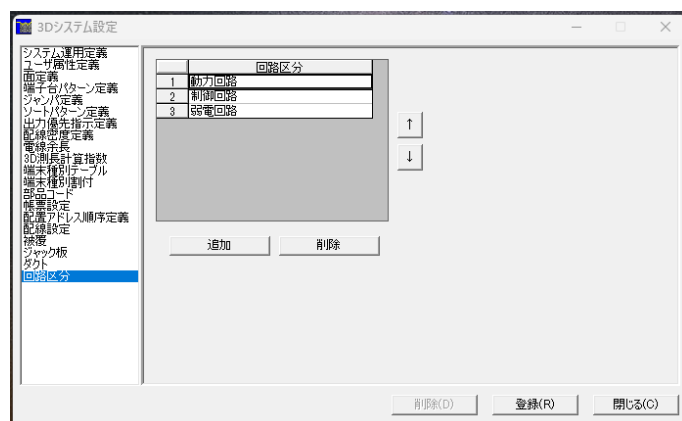 3Dシステム設定
システム運用定義
ユーザ属性定義
面定義
端子台パターン定義
ジャンパ定義
ソートパターン定義
出力優先指示定義
配線密度定義
電線余長
3D測長計算指数
端末種別テーブル
端末種別割付
部品コード
帳票設定
配置アドレス順序定義
配線設定
被覆
ジャック板
ダクト
回路区分
回路区分
1 動力回路
2 制御回路
3 弱電回路
↑
↓
追加 削除
削除(D) 登録(R) 閉じる(C)